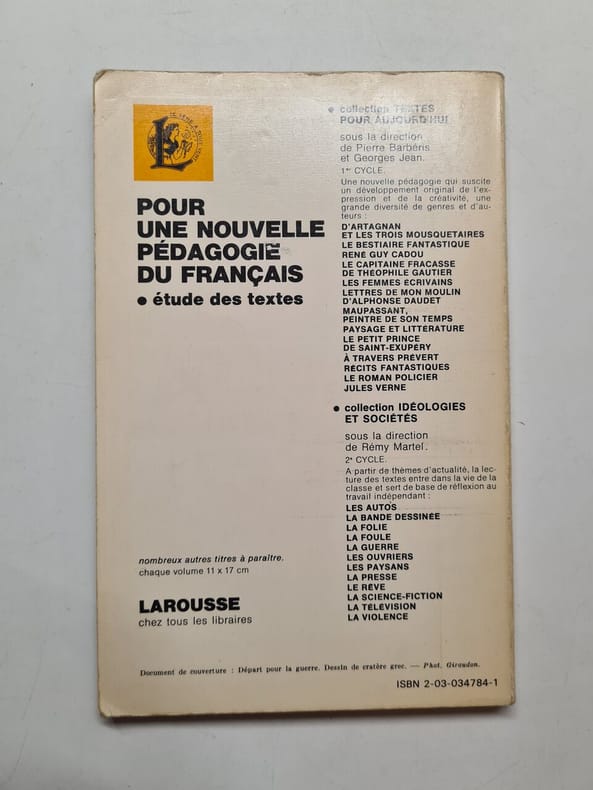 POUR
UNE NOUVELLE
PÉDAGOGIE
DU FRANÇAIS
• étude des textes
nombreux autres titres à paraître.
chaque volume 11 x 17 cm
LAROUSSE
chez tous les libraires
• collection TEXTES
POUR AUJOURD'HUI
sous la direction
de Pierre Barbéris
et Georges Jean.
1er CYCLE.
Une nouvelle pédagogie qui suscite
un développement original de l'ex-
pression et de la créativité, une
grande diversité de genres et d'au-
teurs :
D'ARTAGNAN
ET LES TROIS MOUSQUETAIRES
LE BESTIAIRE FANTASTIQUE
RENÉ GUY CADOU
LE CAPITAINE FRACASSE
DE THÉOPHILE GAUTIER
LES FEMMES ÉCRIVAINS
LETTRES DE MON MOULIN
D'ALPHONSE DAUDET
MAUPASSANT,
PEINTRE DE SON TEMPS
PAYSAGE ET LITTÉRATURE
LE PETIT PRINCE
DE SAINT-EXUPÉRY
À TRAVERS PRÉVERT
RÉCITS FANTASTIQUES
LE ROMAN POLICIER
JULES VERNE
• collection IDÉOLOGIES
ET SOCIÉTÉS
sous la direction
de Rémy Martel.
2e CYCLE.
A partir de thèmes d'actualité, la lec-
ture des textes entre dans la vie de la
classe et sert de base de réflexion au
travail indépendant :
LES AUTOS
LA BANDE DESSINÉE
LA FOLIE
LA FOULE
LA GUERRE
LES OUVRIERS
LES PAYSANS
LA PRESSE
LE RÊVE
LA SCIENCE-FICTION
LA TÉLÉVISION
LA VIOLENCE
Document de couverture : Départ pour la guerre. Dessin de cratère grec. — Phot. Giraudon.
ISBN 2-03-034784-1